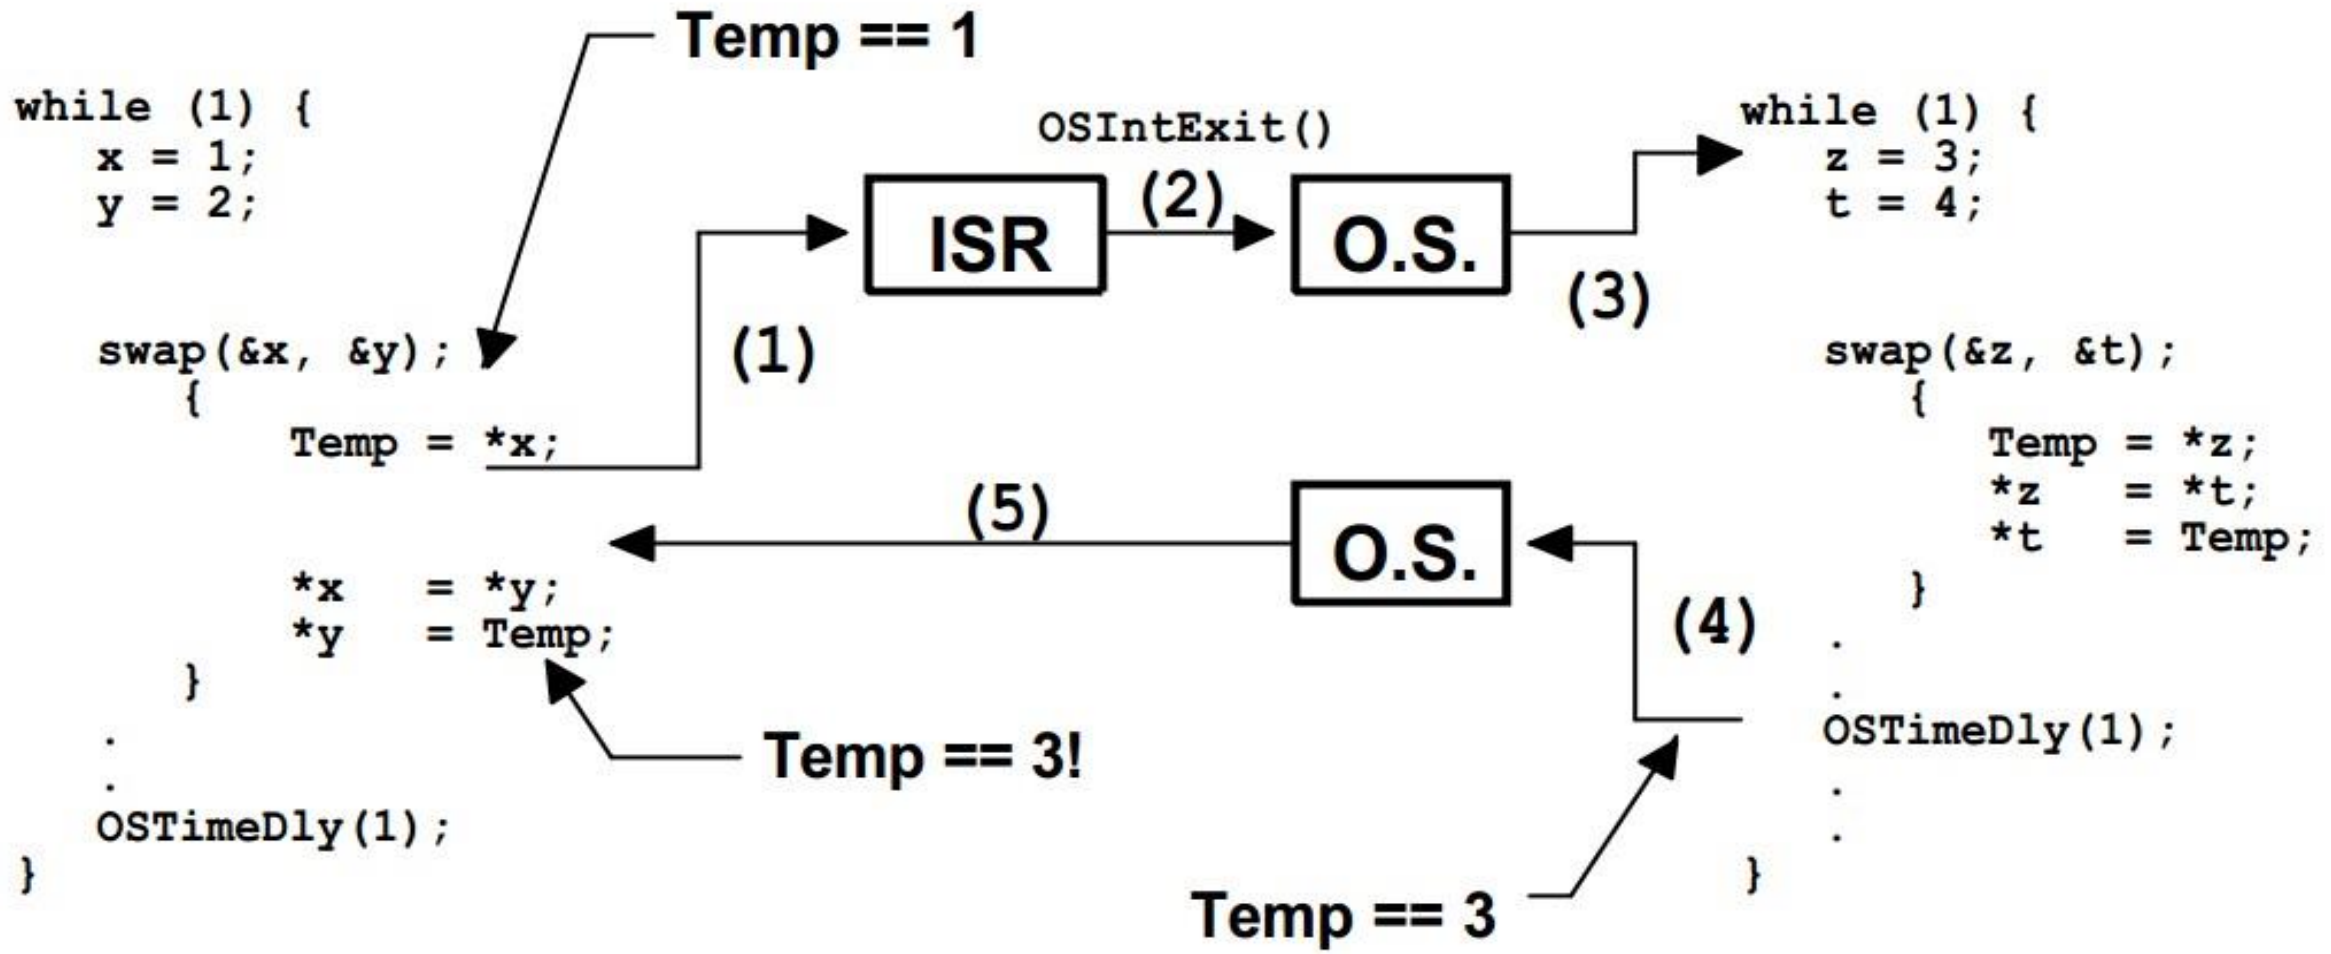 Temp == 1
while (1) {
x = 1;
y = 2;
swap(&x, &y);
{
Temp = *x;
*x = *y;
*y = Temp;
}
.
.
OSTimeDly(1);
}
(1)
ISR
OSIntExit()
(2)
O.S.
(3)
while (1) {
z = 3;
t = 4;
swap(&z, &t);
{
Temp = *z;
*z = *t;
*t = Temp;
}
.
.
OSTimeDly(1);
.
.
}
(4)
O.S.
(5)
Temp == 3!
Temp == 3